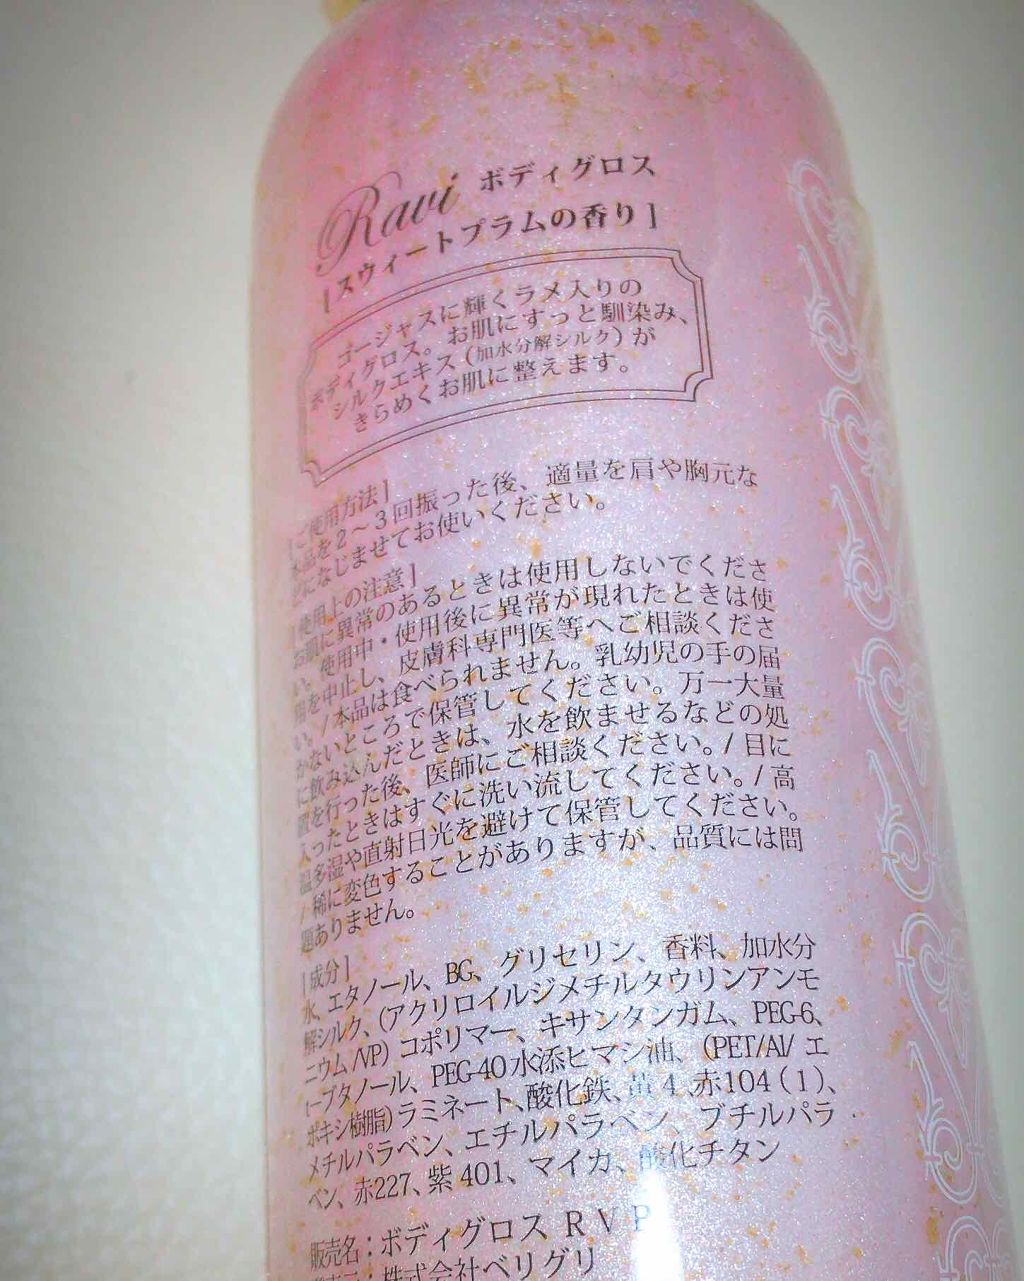 Ravi ボディグロス
[スウィートプラムの香り]
ゴージャスに輝くラメ入りの
ボディグロス。お肌にすっと馴染み、
シルクエキス(加水分解シルク)が
きらめくお肌に整えます。
[ご使用方法]
本品を2〜3回振った後、適量を肩や胸元な
どになじませてお使いください。
[使用上の注意]
お肌に異常のあるときは使用しないでくださ
い。使用中・使用後に異常が現れたときは使
用を中止し、皮膚科専門医等へご相談くださ
い。/本品は食べられません。乳幼児の手の届
かないところで保管してください。万一大量
に飲み込んだときは、水を飲ませるなどの処
置を行った後、医師にご相談ください。/目に
入ったときはすぐに洗い流してください。/高
温多湿や直射日光を避けて保管してください。
/稀に変色することがありますが、品質には問
題ありません。
[成分]
水、エタノール、BG、グリセリン、香料、加水分
解シルク、(アクリロイルジメチルタウリンアンモ
ニウム/VP)コポリマー、キサンタンガム、PEG-6、
t-ブタノール、PEG-40水添ヒマシ油、(PET/Al/エ
ポキシ樹脂)ラミネート、酸化鉄、黄4、赤104(1)、
メチルパラベン、エチルパラベン、ブチルパラ
ベン、赤227、紫401、マイカ、酸化チタン
販売名:ボディグロス RVP
株式会社ベリグリ